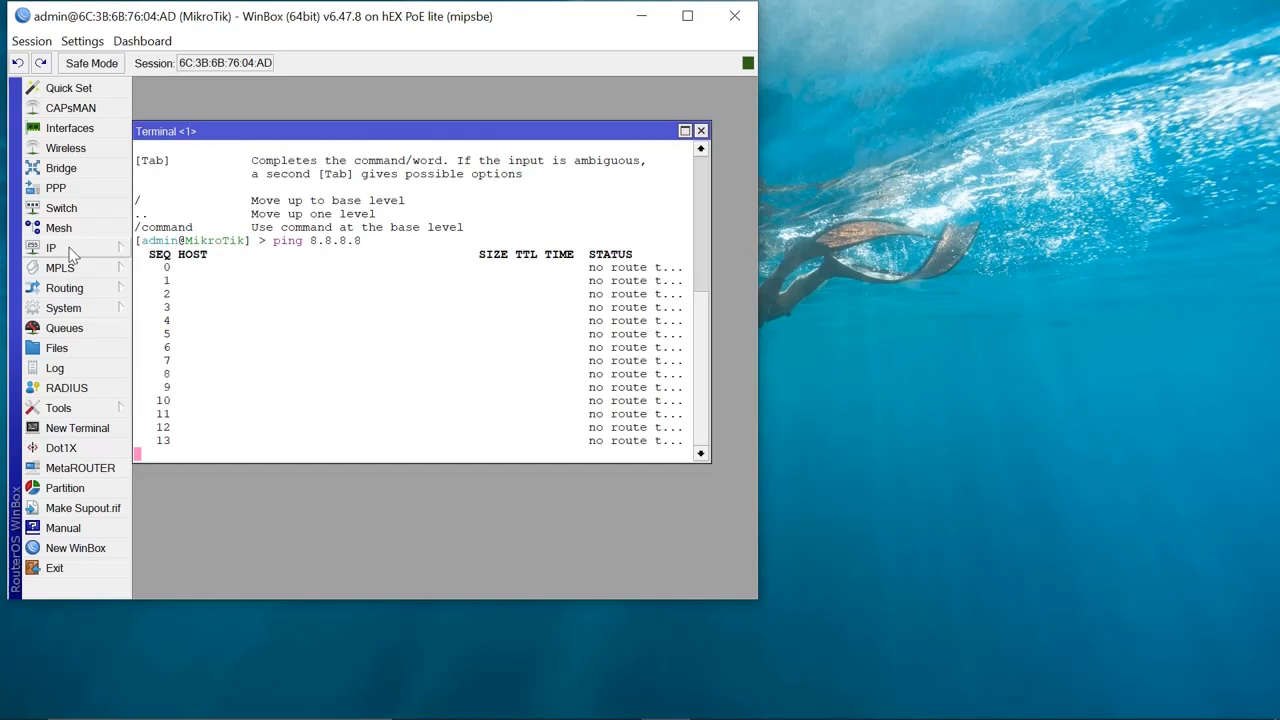 admin@6C:3B:6B:76:04:AD (MikroTik) - WinBox (64bit) v6.47.8 on hEX PoE lite (mipsbe)
Session Settings Dashboard
Safe Mode Session: 6C:3B:6B:76:04:AD
Quick Set
CAPsMAN
Interfaces
Wireless
Bridge
PPP
Switch
Mesh
IP
MPLS
Routing
System
Queues
Files
Log
RADIUS
Tools
New Terminal
Dot1X
MetaROUTER
Partition
Make Supout.rif
Manual
New WinBox
Exit
RouterOS WinBox
Terminal <1>
[Tab] Completes the command/word. If the input is ambiguous,
a second [Tab] gives possible options
/ Move up to base level
.. Move up one level
/command Use command at the base level
[admin@MikroTik] > ping 8.8.8.8
SEQ HOST SIZE TTL TIME STATUS
0 no route t...
1 no route t...
2 no route t...
3 no route t...
4 no route t...
5 no route t...
6 no route t...
7 no route t...
8 no route t...
9 no route t...
10 no route t...
11 no route t...
12 no route t...
13 no route t...